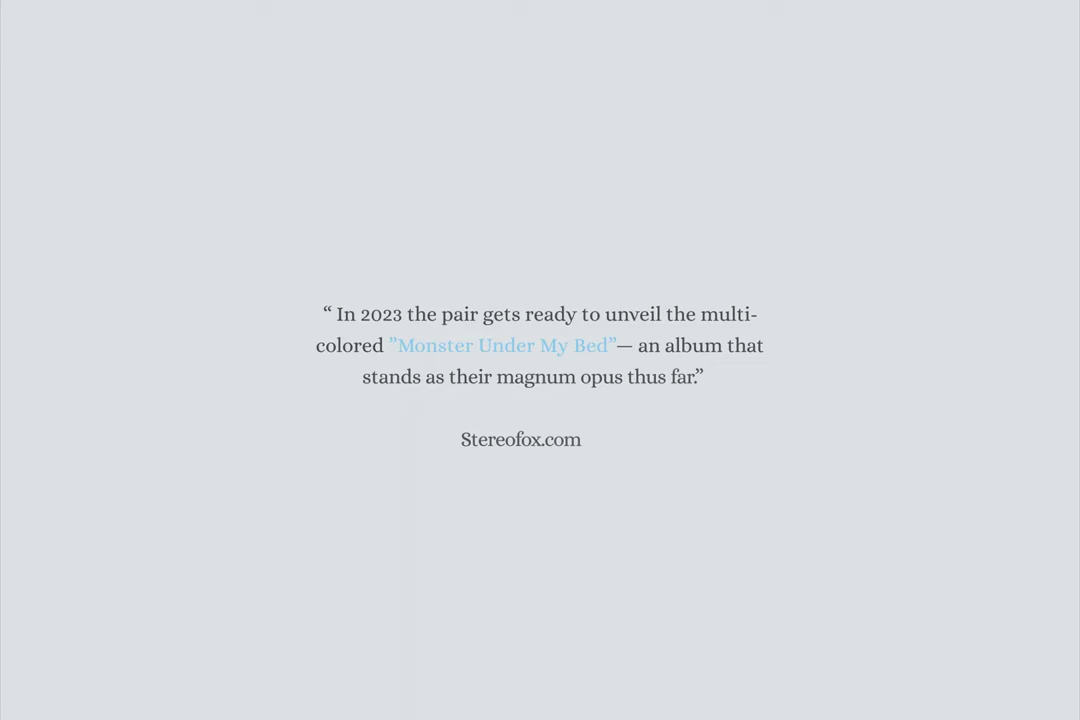 “ In 2023 the pair gets ready to unveil the multi-
colored ”Monster Under My Bed”— an album that
stands as their magnum opus thus far.”
Stereofox.com